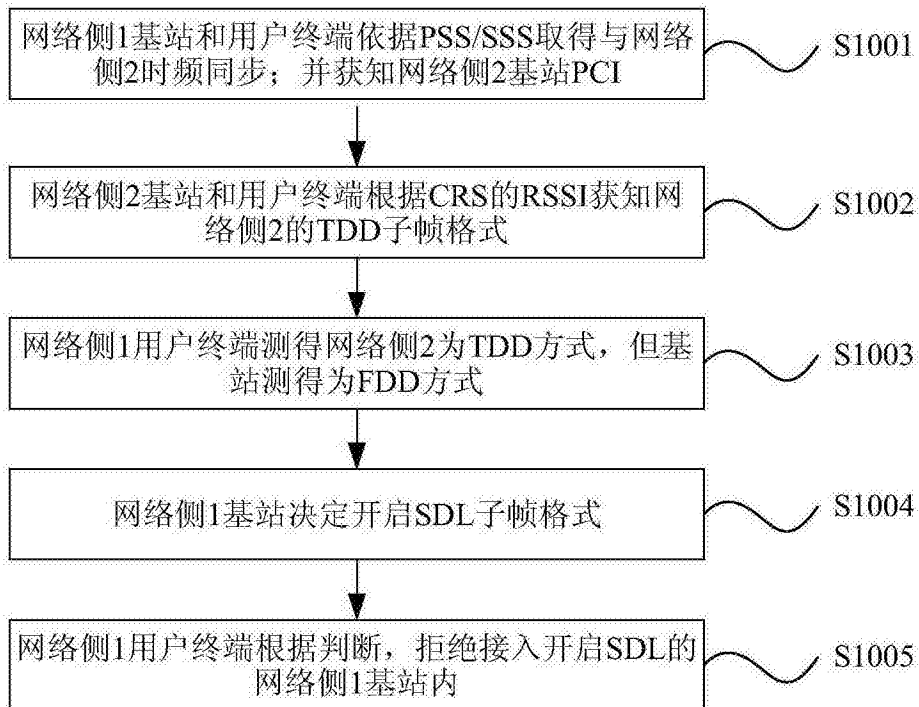 网络侧1基站和用户终端依据PSS/SSS取得与网络
侧2时频同步；并获知网络侧2基站PCI
S1001
网络侧2基站和用户终端根据CRS的RSSI获知网
络侧2的TDD子帧格式
S1002
网络侧1用户终端测得网络侧2为TDD方式，但基
站测得为FDD方式
S1003
网络侧1基站决定开启SDL子帧格式
S1004
网络侧1用户终端根据判断，拒绝接入开启SDL的
网络侧1基站内
S1005